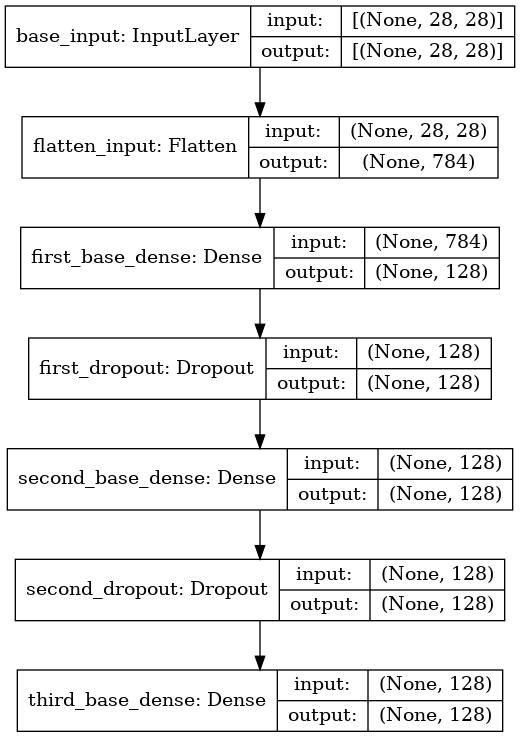 base_input: InputLayer
input: [(None, 28, 28)]
output: [(None, 28, 28)]
flatten_input: Flatten
input: (None, 28, 28)
output: (None, 784)
first_base_dense: Dense
input: (None, 784)
output: (None, 128)
first_dropout: Dropout
input: (None, 128)
output: (None, 128)
second_base_dense: Dense
input: (None, 128)
output: (None, 128)
second_dropout: Dropout
input: (None, 128)
output: (None, 128)
third_base_dense: Dense
input: (None, 128)
output: (None, 128)